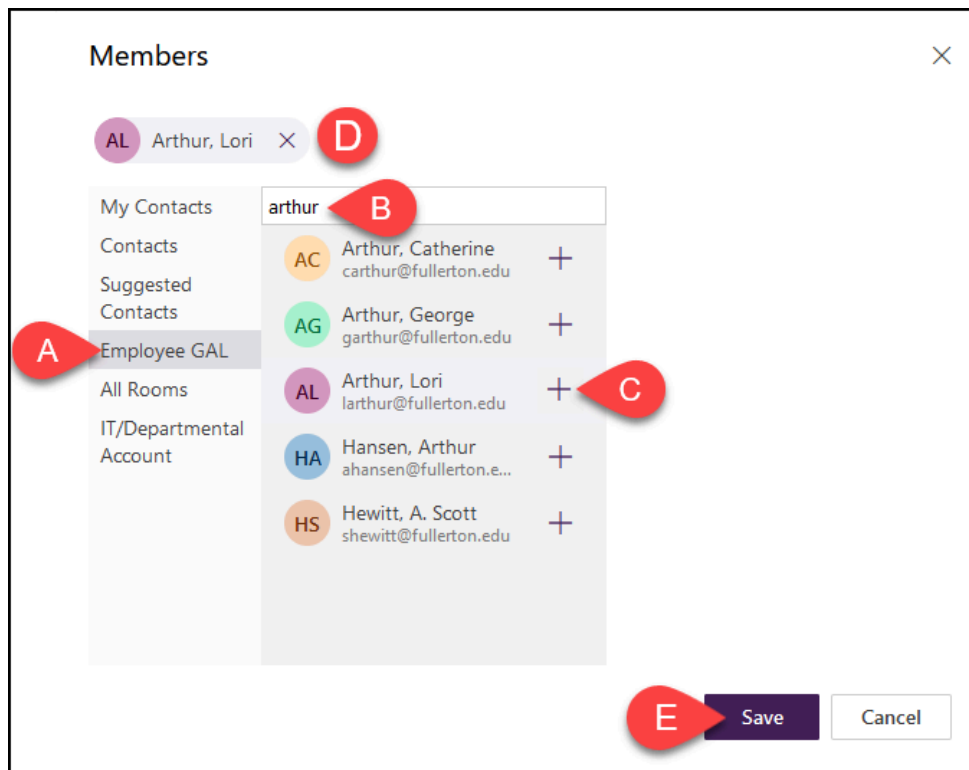 Members
AL Arthur, Lori D
My Contacts
Contacts
Suggested
Contacts
A Employee GAL
All Rooms
IT/Departmental
Account
arthur B
AC Arthur, Catherine
carthur@fullerton.edu
AG Arthur, George
garthur@fullerton.edu
AL Arthur, Lori C
larthur@fullerton.edu
HA Hansen, Arthur
ahansen@fullerton.e...
HS Hewitt, A. Scott
shewitt@fullerton.edu
E Save Cancel